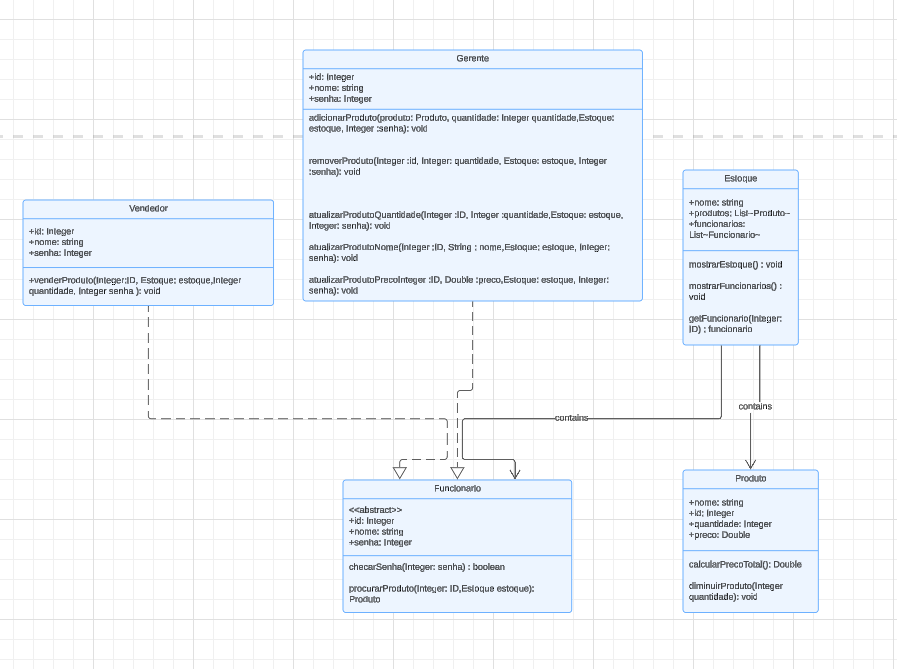 Gerente
+id: Integer
+nome: string
+senha: Integer
adicionarProduto(produto: Produto, quantidade: Integer quantidade,Estoque:
estoque, Integer :senha): void
removerProduto(Integer :id, Integer: quantidade, Estoque: estoque, Integer
:senha): void
atualizarProdutoQuantidade(Integer :ID, Integer :quantidade,Estoque: estoque,
Integer: senha): void
atualizarProdutoNome(Integer :ID, String : nome,Estoque: estoque, Integer:
senha): void
atualizarProdutoPrecoInteger :ID, Double :preco,Estoque: estoque, Integer:
senha): void
Vendedor
+id: Integer
+nome: string
+senha: Integer
+venderProduto(Integer:ID, Estoque: estoque,Integer
quantidade, Integer senha ): void
Estoque
+nome: string
+produtos: List~Produto~
+funcionarios:
List~Funcionario~
mostrarEstoque() : void
mostrarFuncionarios() :
void
getFuncionario(Integer:
ID) : funcionario
contains
contains
Funcionario
<<abstract>>
+id: Integer
+nome: string
+senha: Integer
checarSenha(Integer: senha) : boolean
procurarProduto(Integer: ID,Estoque estoque):
Produto
Produto
+nome: string
+id: Integer
+quantidade: Integer
+preco: Double
calcularPrecoTotal(): Double
diminuirProduto(Integer
quantidade): void